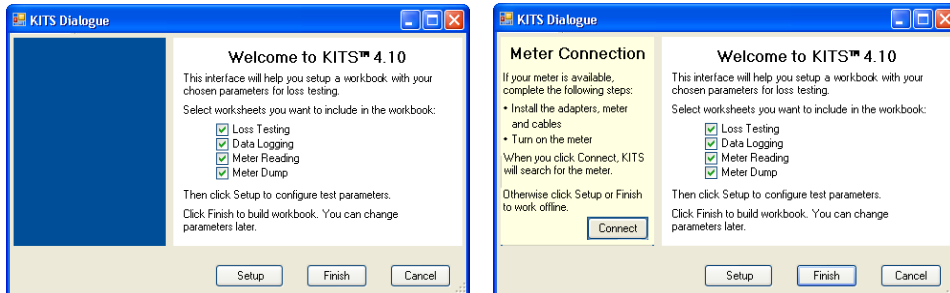 KITS Dialogue
Welcome to KITS™ 4.10
This interface will help you setup a workbook with your
chosen parameters for loss testing.
Select worksheets you want to include in the workbook:
Loss Testing
Data Logging
Meter Reading
Meter Dump
Then click Setup to configure test parameters.
Click Finish to build workbook. You can change
parameters later.
Setup
Finish
Cancel
KITS Dialogue
Meter Connection
If your meter is available,
complete the following steps:
• Install the adapters, meter
and cables
• Turn on the meter
When you click Connect, KITS
will search for the meter.
Otherwise click Setup or Finish
to work offline.
Connect
Welcome to KITS™ 4.10
This interface will help you setup a workbook with your
chosen parameters for loss testing.
Select worksheets you want to include in the workbook:
Loss Testing
Data Logging
Meter Reading
Meter Dump
Then click Setup to configure test parameters.
Click Finish to build workbook. You can change
parameters later.
Setup
Finish
Cancel